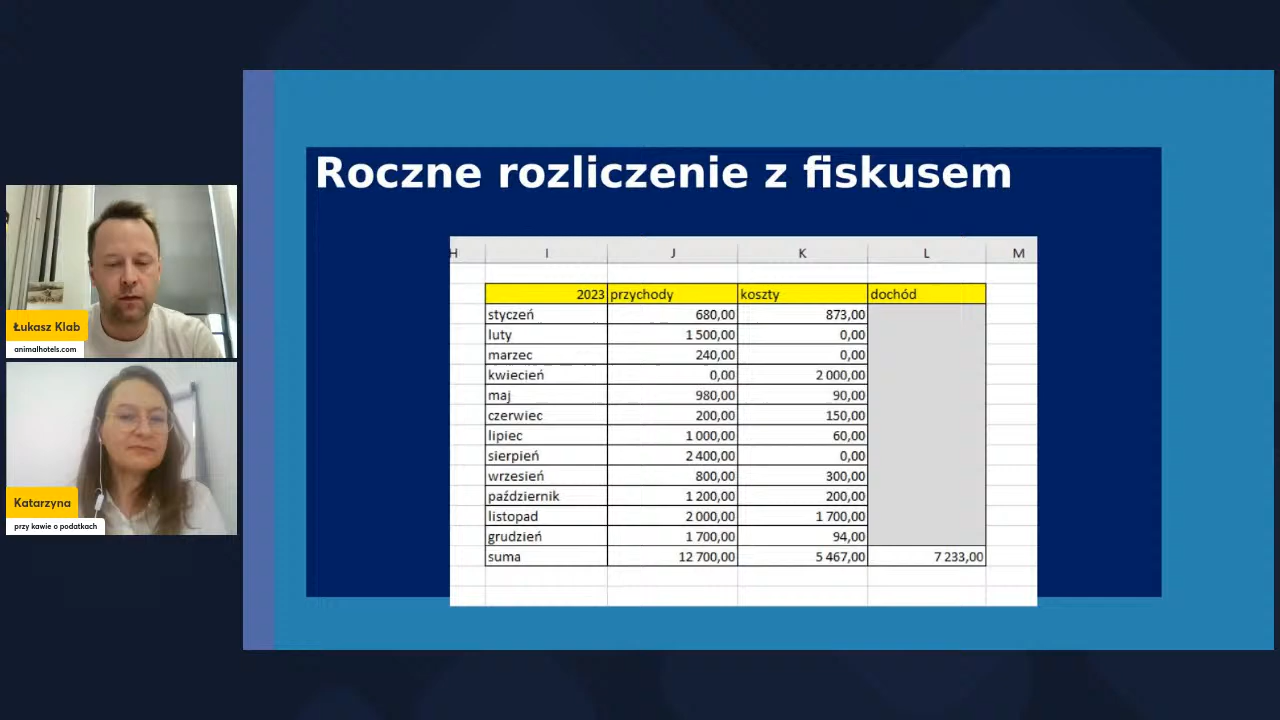 Roczne rozliczenie z fiskusem
H I J K L M
2023 przychody koszty dochód
styczeń 680,00 873,00
luty 1 500,00 0,00
marzec 240,00 0,00
kwiecień 0,00 2 000,00
maj 980,00 90,00
czerwiec 200,00 150,00
lipiec 1 000,00 60,00
sierpień 2 400,00 0,00
wrzesień 800,00 300,00
październik 1 200,00 200,00
listopad 2 000,00 1 700,00
grudzień 1 700,00 94,00
suma 12 700,00 5 467,00 7 233,00
Łukasz Klab
animalhotels.com
Katarzyna
przy kawie o podatkach